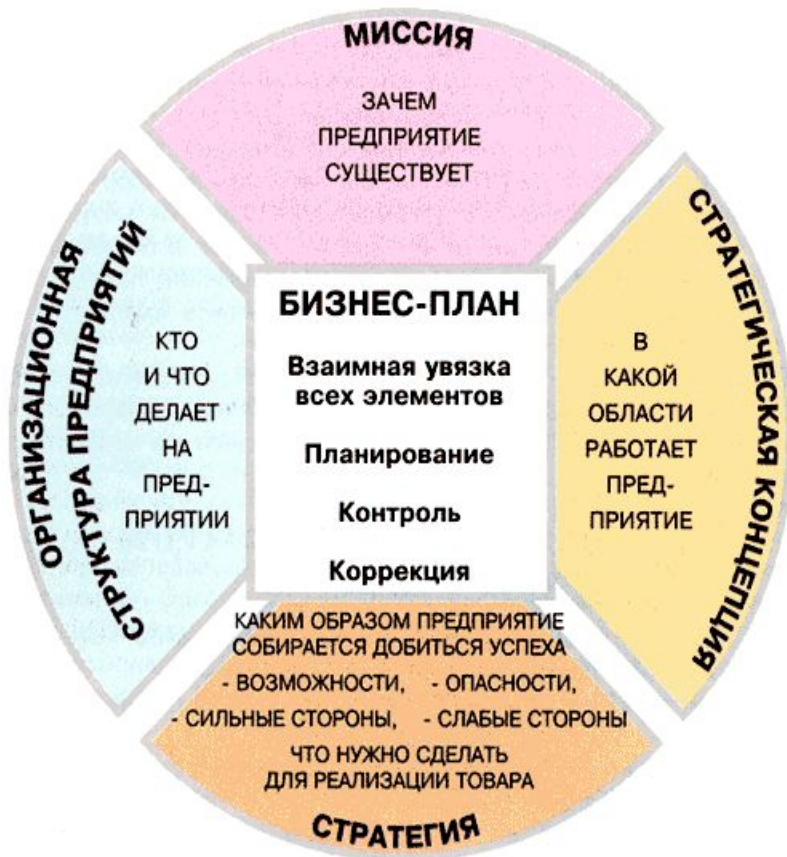 МИССИЯ
ЗАЧЕМ
ПРЕДПРИЯТИЕ
СУЩЕСТВУЕТ
ОРГАНИЗАЦИОННАЯ
СТРУКТУРА ПРЕДПРИЯТИЙ
КТО
И ЧТО
ДЕЛАЕТ
НА
ПРЕД-
ПРИЯТИИ
БИЗНЕС-ПЛАН
Взаимная увязка
всех элементов
Планирование
Контроль
Коррекция
СТРАТЕГИЧЕСКАЯ КОНЦЕПЦИЯ
В
КАКОЙ
ОБЛАСТИ
РАБОТАЕТ
ПРЕД-
ПРИЯТИЕ
КАКИМ ОБРАЗОМ ПРЕДПРИЯТИЕ
СОБИРАЕТСЯ ДОБИТЬСЯ УСПЕХА
- ВОЗМОЖНОСТИ, - ОПАСНОСТИ,
- СИЛЬНЫЕ СТОРОНЫ, - СЛАБЫЕ СТОРОНЫ
ЧТО НУЖНО СДЕЛАТЬ
ДЛЯ РЕАЛИЗАЦИИ ТОВАРА
СТРАТЕГИЯ